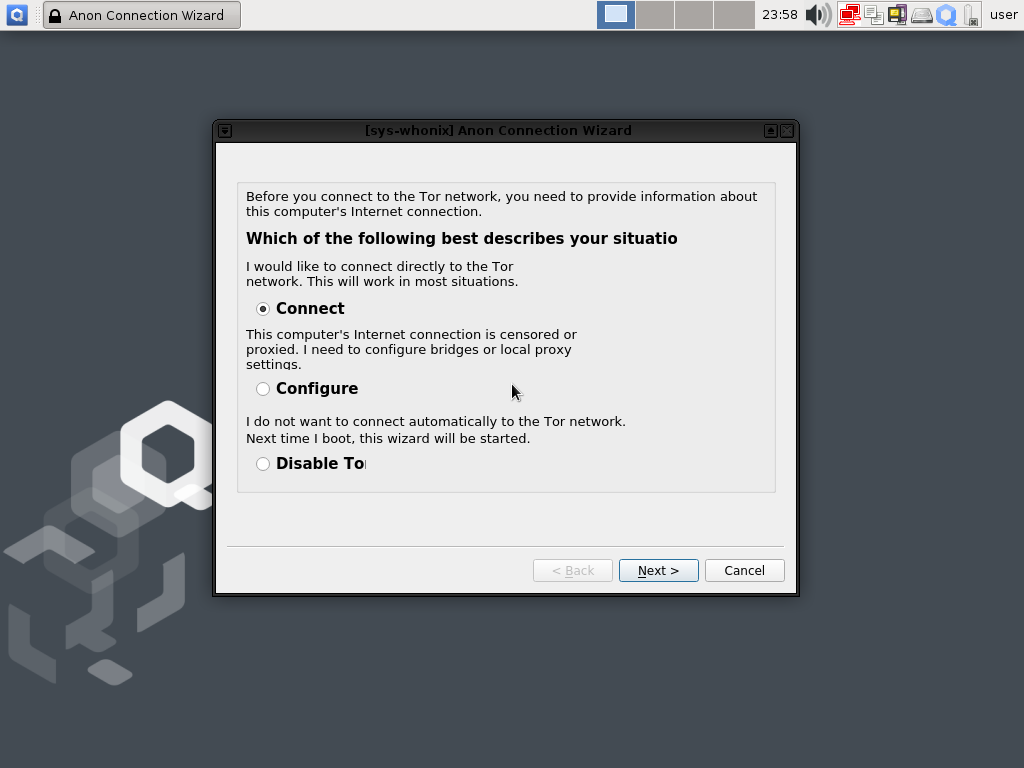 Anon Connection Wizard
23:58
user
[sys-whonix] Anon Connection Wizard
Before you connect to the Tor network, you need to provide information about
this computer's Internet connection.
Which of the following best describes your situatio
I would like to connect directly to the Tor
network. This will work in most situations.
Connect
This computer's Internet connection is censored or
proxied. I need to configure bridges or local proxy
settings.
Configure
I do not want to connect automatically to the Tor network.
Next time I boot, this wizard will be started.
Disable To
< Back
Next >
Cancel